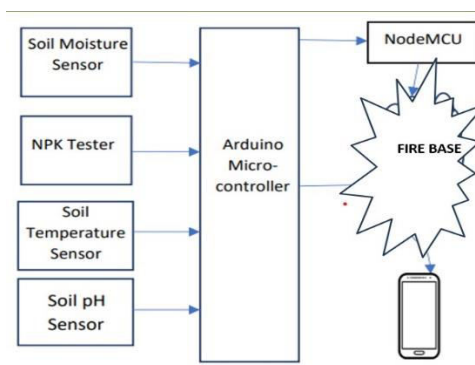 Soil Moisture
Sensor
NPK Tester
Soil
Temperature
Sensor
Soil pH
Sensor
Arduino
Micro-
controller
NodeMCU
FIRE BASE